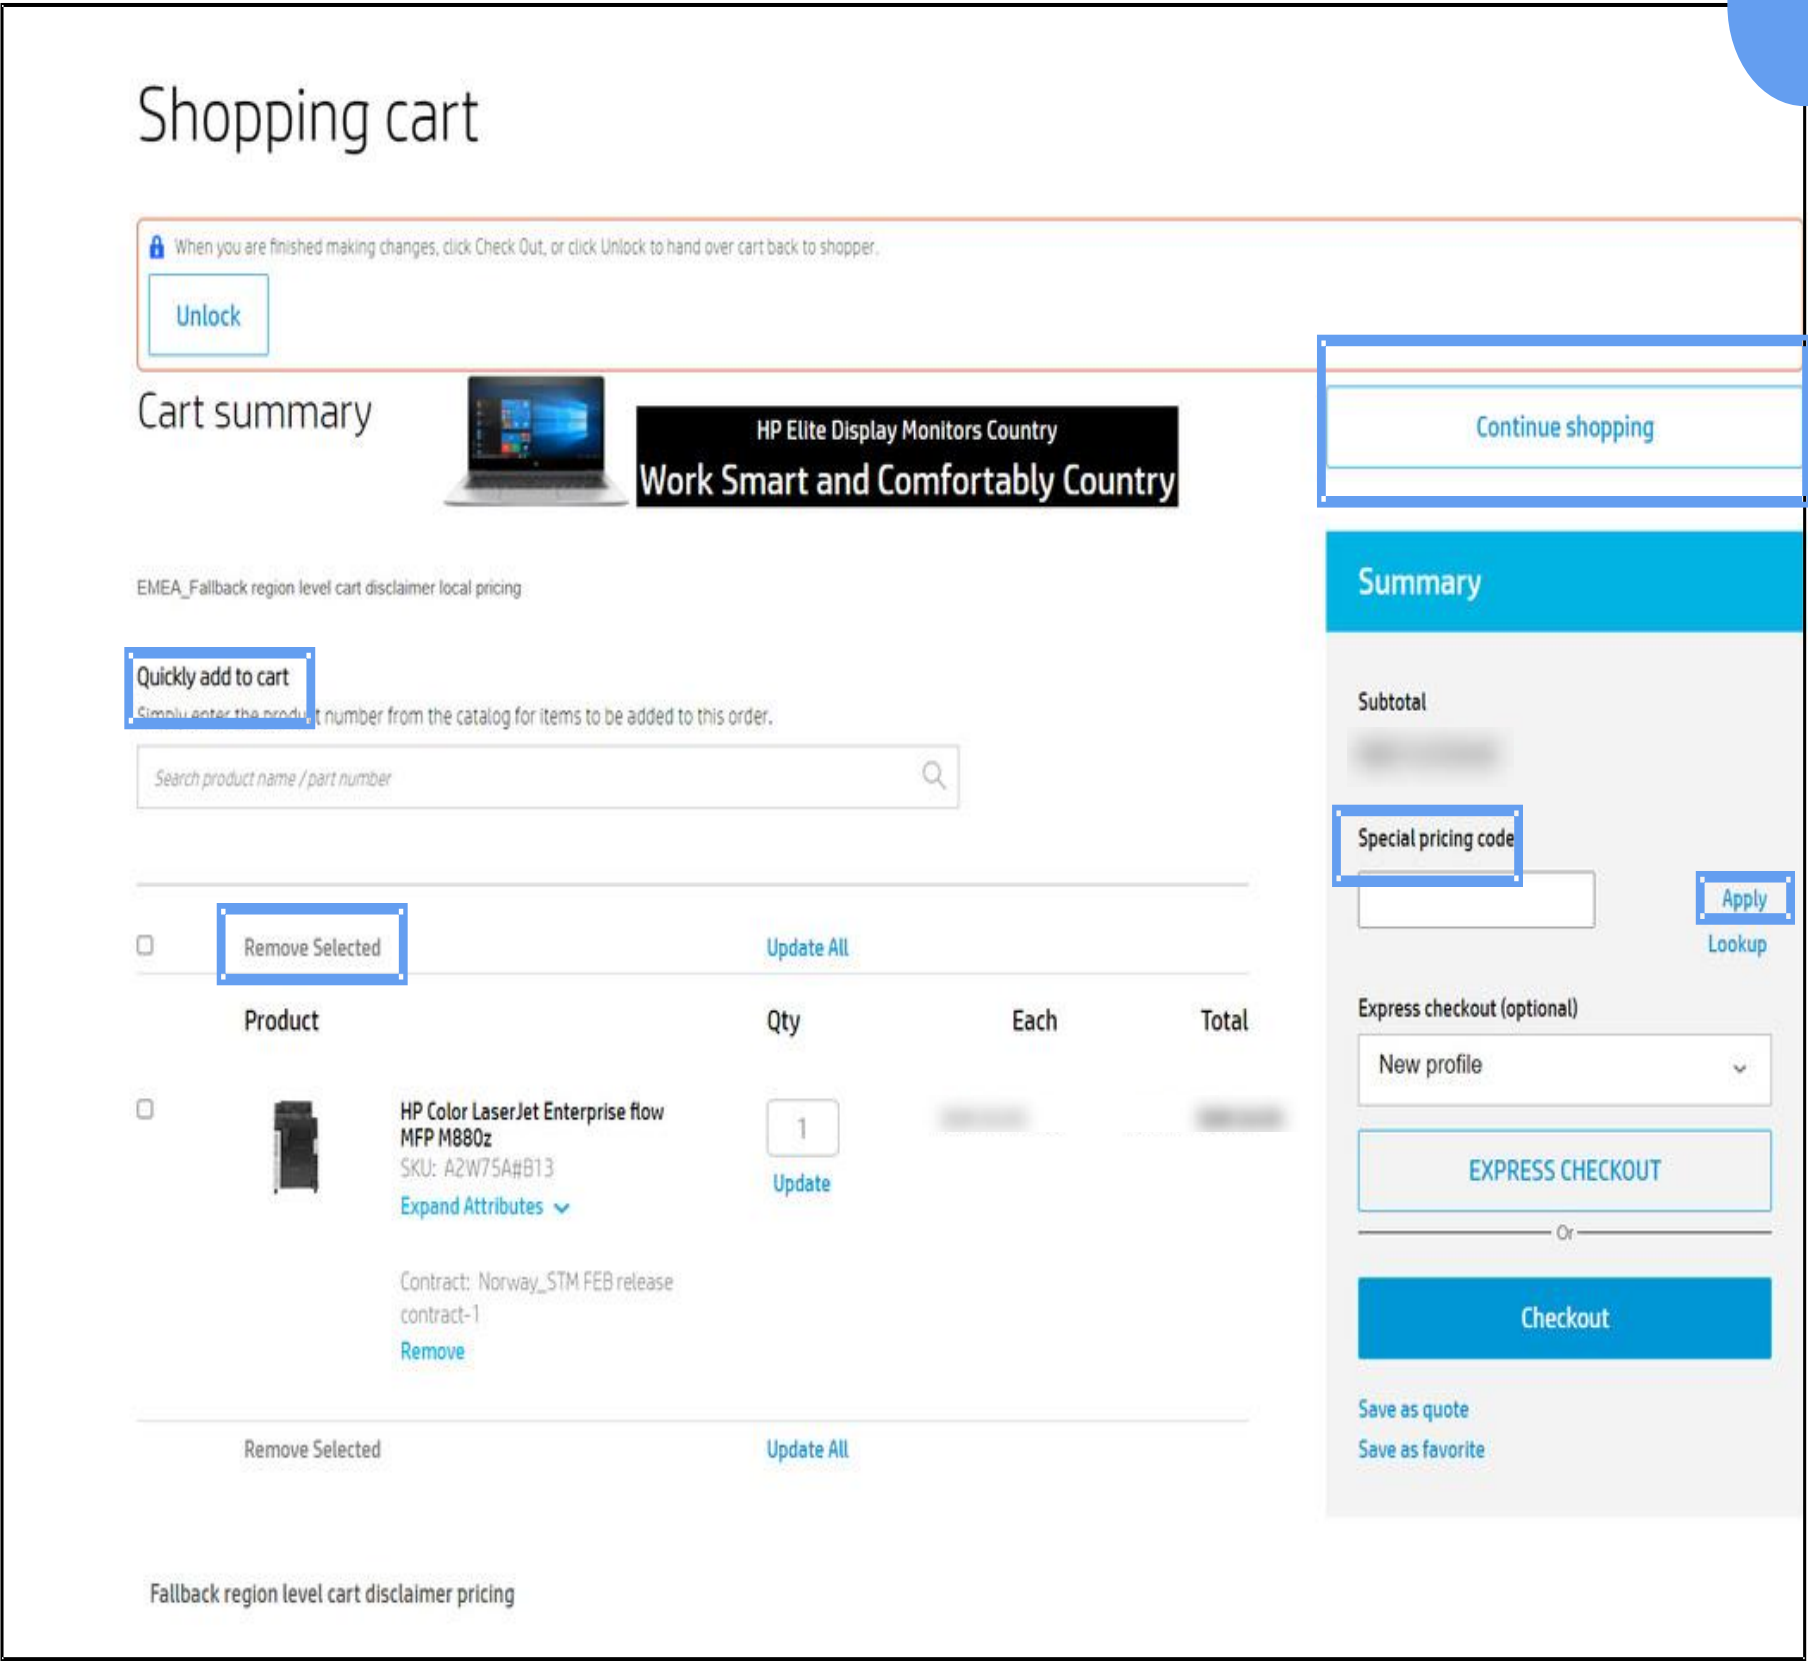 Shopping cart
When you are finished making changes, click Check Out, or click Unlock to hand over cart back to shopper.
Unlock
Cart summary
HP Elite Display Monitors Country
Work Smart and Comfortably Country
Continue shopping
EMEA_Fallback region level cart disclaimer local pricing
Quickly add to cart
Simply enter the product number from the catalog for items to be added to this order.
Search product name / part number
Remove Selected
Update All
Product
Qty
Each
Total
HP Color LaserJet Enterprise flow
MFP M880z
SKU: A2W75A#B13
Expand Attributes
1
Update
Contract: Norway_STM FEB release
contract-1
Remove
Remove Selected
Update All
Fallback region level cart disclaimer pricing
Summary
Subtotal
Special pricing code
Apply
Lookup
Express checkout (optional)
New profile
EXPRESS CHECKOUT
Or
Checkout
Save as quote
Save as favorite